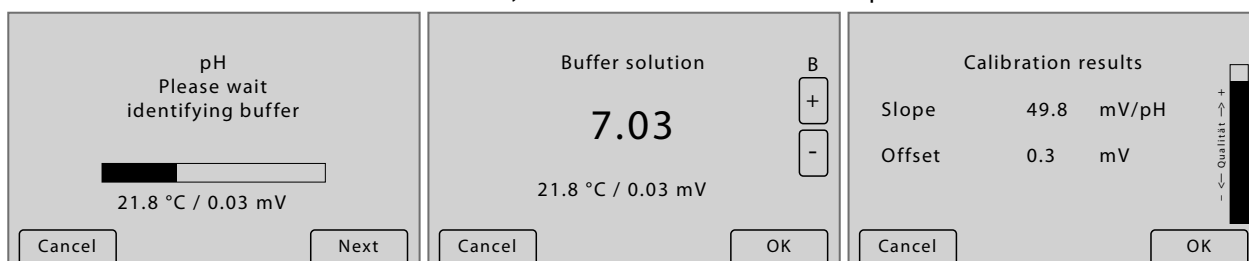 pH
Please wait
identifying buffer
21.8 °C / 0.03 mV
Cancel
Next
Buffer solution
B
7.03
+
-
21.8 °C / 0.03 mV
Cancel
OK
Calibration results
Slope 49.8 mV/pH
Offset 0.3 mV
- <— Qualität —> +
Cancel
OK